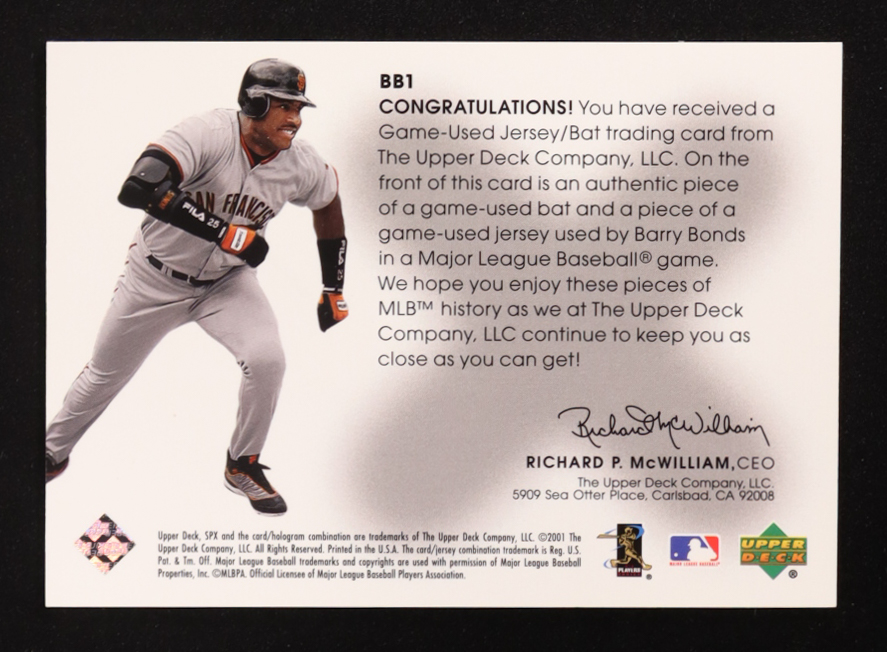 BB1
CONGRATULATIONS! You have received a
Game-Used Jersey/Bat trading card from
The Upper Deck Company, LLC. On the
front of this card is an authentic piece
of a game-used bat and a piece of a
game-used jersey used by Barry Bonds
in a Major League Baseball® game.
We hope you enjoy these pieces of
MLB™ history as we at The Upper Deck
Company, LLC continue to keep you as
close as you can get!
AN FRANCIS
FILA 25
FILA 25
Richard McWilliam
RICHARD P. McWILLIAM, CEO
The Upper Deck Company, LLC.
5909 Sea Otter Place, Carlsbad, CA 92008
Upper Deck, SPX and the card/hologram combination are trademarks of The Upper Deck Company, LLC. ©2001 The
Upper Deck Company, LLC. All Rights Reserved. Printed in the U.S.A. The card/jersey combination trademark is Reg. U.S.
Pat. & Tm. Off. Major League Baseball trademarks and copyrights are used with permission of Major League Baseball
Properties, Inc. ©MLBPA. Official Licensee of Major League Baseball Players Association.
PLAYERS
®
MAJOR LEAGUE BASEBALL
UPPER
DECK
®